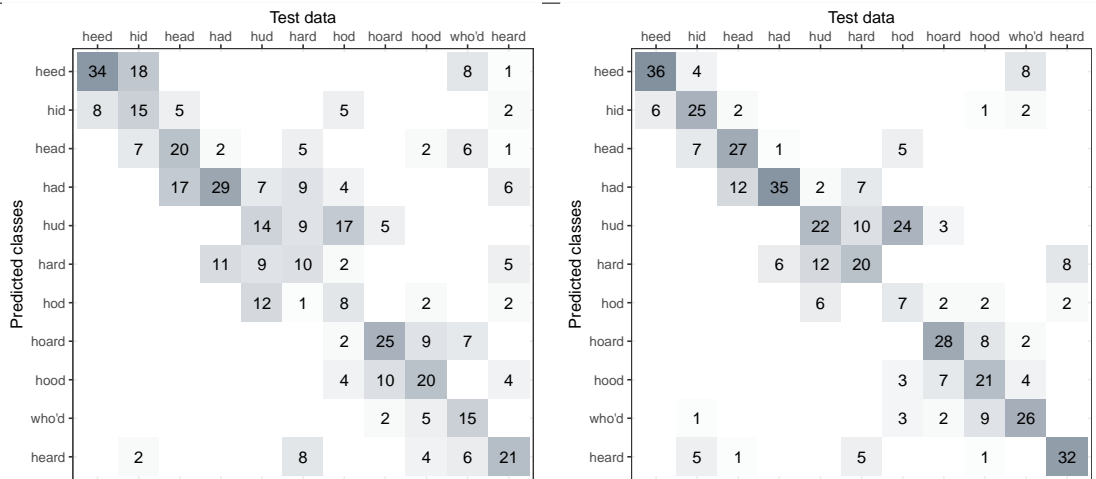 Test data
heed hid head had hud hard hod hoard hood who'd heard
Predicted classes
heed 34 18 8 1
hid 8 15 5 5 2
head 7 20 2 5 2 6 1
had 17 29 7 9 4 6
hud 14 9 17 5
hard 11 9 10 2 5
hod 12 1 8 2 2
hoard 2 25 9 7
hood 4 10 20 4
who'd 2 5 15
heard 2 8 4 6 21
Test data
heed hid head had hud hard hod hoard hood who'd heard
Predicted classes
heed 36 4 8
hid 6 25 2 1 2
head 7 27 1 5
had 12 35 2 7
hud 22 10 24 3
hard 6 12 20 8
hod 6 7 2 2 2
hoard 28 8 2
hood 3 7 21 4
who'd 1 3 2 9 26
heard 5 1 5 1 32